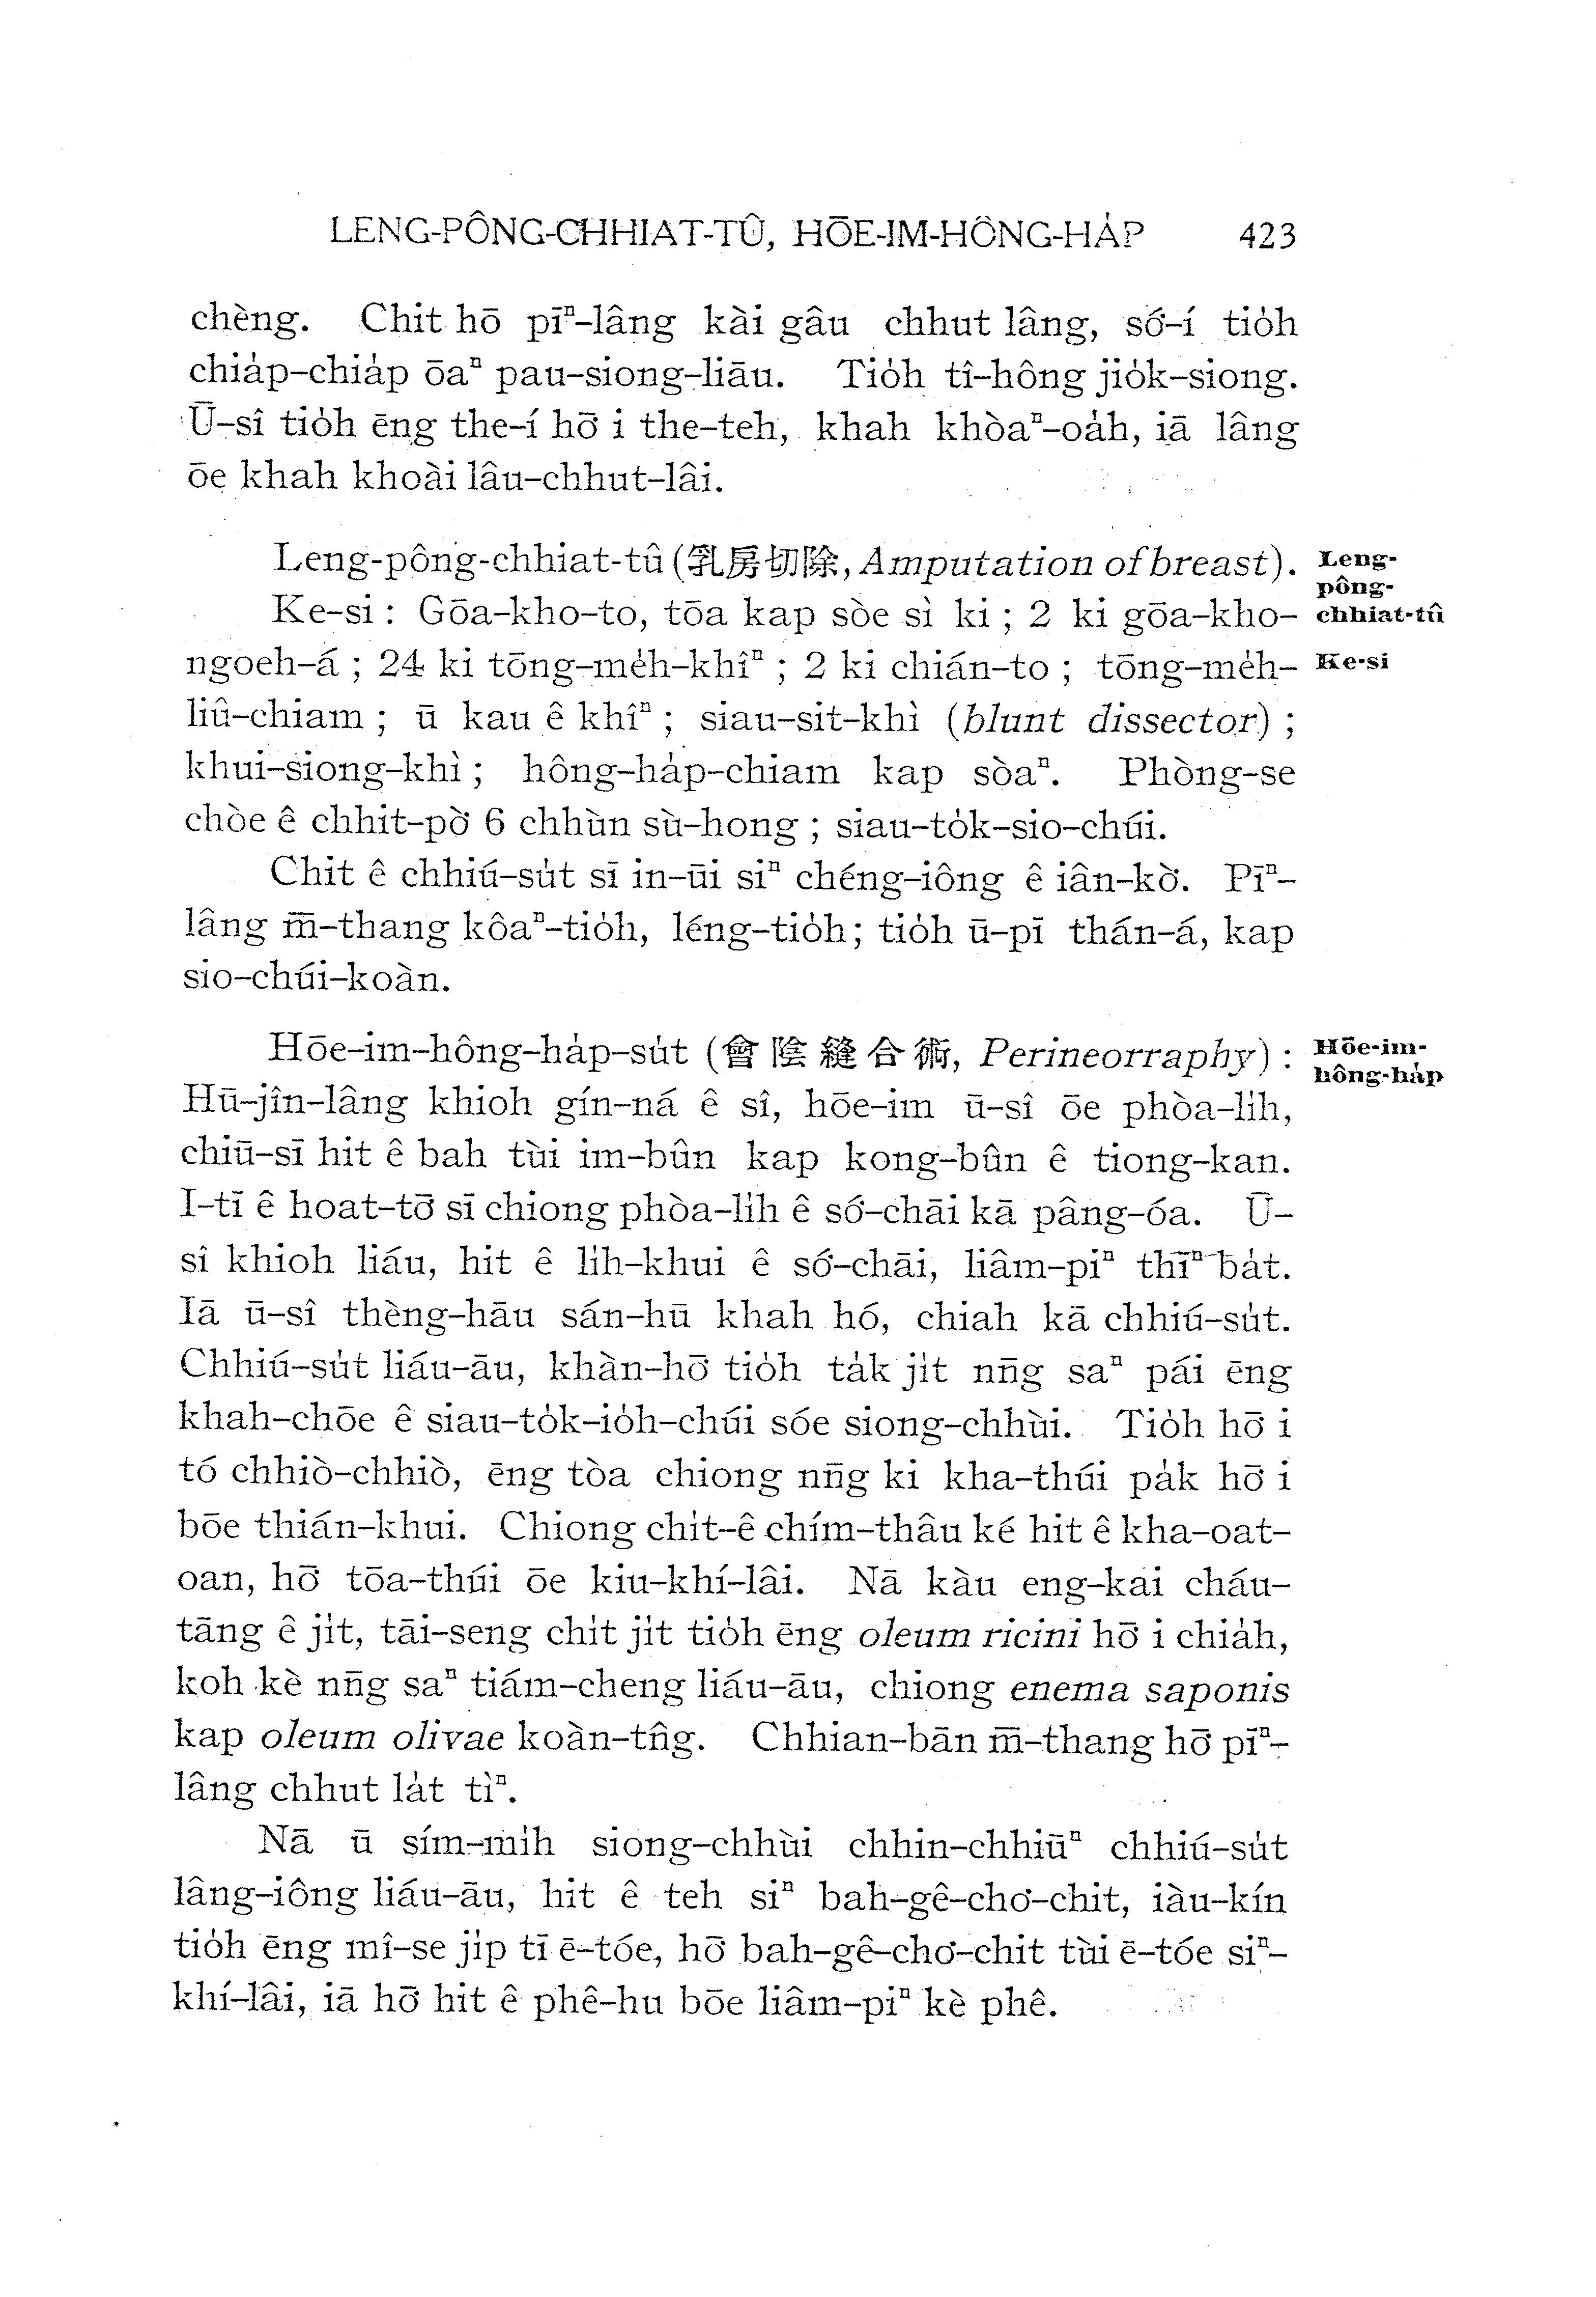 LENG-PÔNG-CHHIAT-TÛ, HŌE-IM-HÔNG-HA̍P 423
chèng. Chit hō pīⁿ-lâng kài gâu chhut lâng, só͘-í tio̍h
chia̍p-chia̍p ōaⁿ pau-siong-liāu. Tio̍h tî-hông jio̍k-siong.
Ū-sî tio̍h ēng the-í hō͘ i the-teh, khah khòaⁿ-oa̍h, iā lâng
ōe khah khoài lâu-chhut-lâi.
Leng-pông-chhiat-tû (乳房切除, Amputation of breast).
Leng-
pông-
chhiat-tû
Ke-si : Gōa-kho-to, tōa kap sòe sì ki ; 2 ki gōa-kho-
ngoeh-á ; 24 ki tōng-me̍h-khîⁿ ; 2 ki chián-to ; tōng-me̍h-
Ke-si
liû-chiam ; ū kau ê khîⁿ ; siau-sit-khì (blunt dissector) ;
khui-siong-khì ; hông-ha̍p-chiam kap sòaⁿ. Phòng-se
chòe ê chhit-pò͘ 6 chhùn sù-hong ; siau-to̍k-sio-chúi.
Chit ê chhiú-su̍t sī in-ūi siⁿ chéng-iông ê iân-kò͘. Pīⁿ-
lâng m̄-thang kôaⁿ-tio̍h, léng-tio̍h; tio̍h ū-pī thán-á, kap
sio-chúi-koàn.
Hōe-im-hông-ha̍p-su̍t (會陰縫合術, Perineorraphy) :
Hōe-im-
hông-ha̍p
Hū-jîn-lâng khioh gín-ná ê sî, hōe-im ū-sî ōe phòa-li̍h,
chiū-sī hit ê bah tùi im-bûn kap kong-bûn ê tiong-kan.
I-tī ê hoat-tō͘ sī chiong phòa-li̍h ê só͘-chāi kā pâng-óa. Ū-
sî khioh liáu, hit ê li̍h-khui ê só͘-chāi, liâm-piⁿ thīⁿ ba̍t.
Iā ū-sî thèng-hāu sán-hū khah hó, chiah kā chhiú-su̍t.
Chhiú-su̍t liáu-āu, khàn-hō͘ tio̍h ta̍k ji̍t nn̄g saⁿ pái ēng
khah-chōe ê siau-to̍k-io̍h-chúi sóe siong-chhùi. Tio̍h hō͘ i
tó chhiò-chhiò, ēng tòa chiong nn̄g ki kha-thúi pa̍k hō͘ i
bōe thián-khui. Chiong chi̍t-ê chím-thâu ké hit ê kha-oat-
oan, hō͘ tōa-thúi ōe kiu-khí-lâi. Nā kàu eng-kai cháu-
tāng ê ji̍t, tāi-seng chi̍t ji̍t tio̍h ēng oleum ricini hō͘ i chia̍h,
koh kè nn̄g saⁿ tiám-cheng liáu-āu, chiong enema saponis
kap oleum olivae koàn-tn̂g. Chhian-bān m̄-thang hō͘ pīⁿ-
lâng chhut la̍t tìⁿ.
Nā ū sím-mi̍h siong-chhùi chhin-chhiūⁿ chhiú-su̍t
lâng-iông liáu-āu, hit ê teh siⁿ bah-gê-cho͘-chit, iàu-kín
tio̍h ēng mî-se ji̍p tī ē-tóe, hō͘ bah-gê-cho͘-chit tùi ē-tóe siⁿ-
khí-lâi, iā hō͘ hit ê phê-hu bōe liâm-piⁿ kè phê.